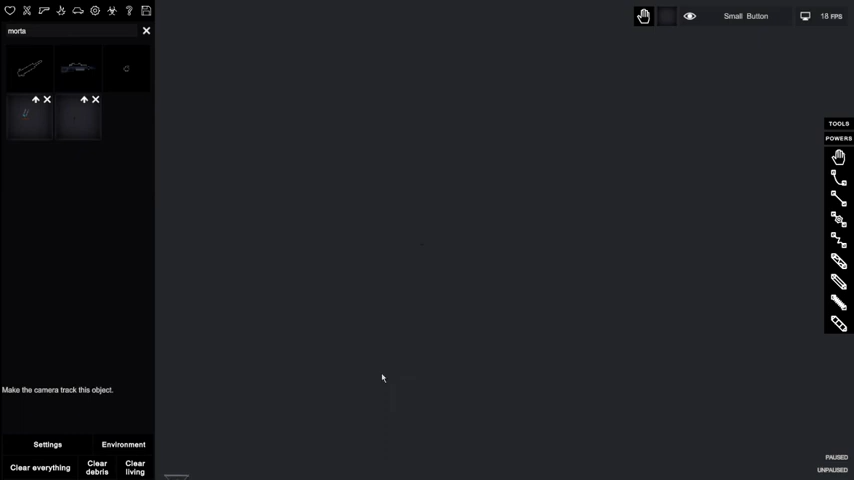 morta
Small Button
18 FPS
TOOLS
POWERS
Make the camera track this object.
Settings
Environment
Clear everything
Clear debris
Clear living
PAUSED
UNPAUSED